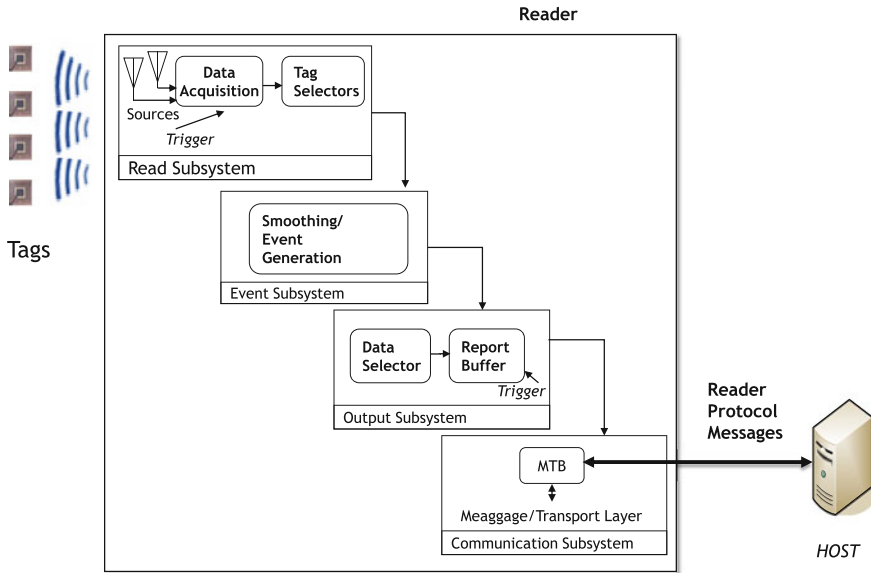 Reader
Data
Acquisition
Tag
Selectors
Sources
Trigger
Read Subsystem
Tags
Smoothing/
Event
Generation
Event Subsystem
Data
Selector
Report
Buffer
Trigger
Output Subsystem
Reader
Protocol
Messages
MTB
Meaggage/Transport Layer
Communication Subsystem
HOST